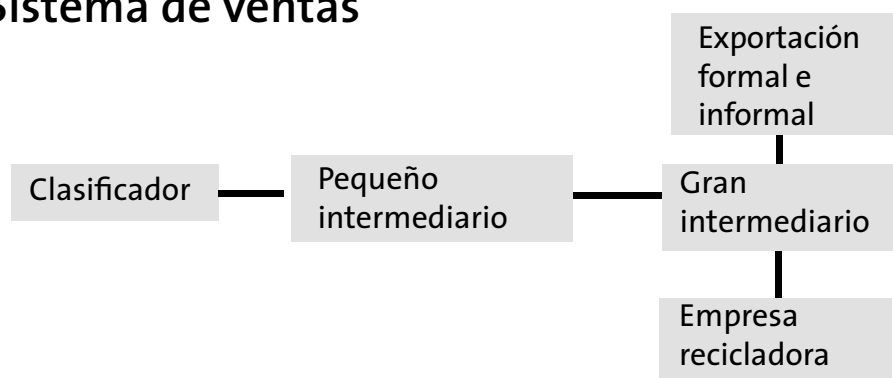 Sistema de ventas
Exportación
formal e
informal
Clasificador
Pequeño
intermediario
Gran
intermediario
Empresa
recicladora